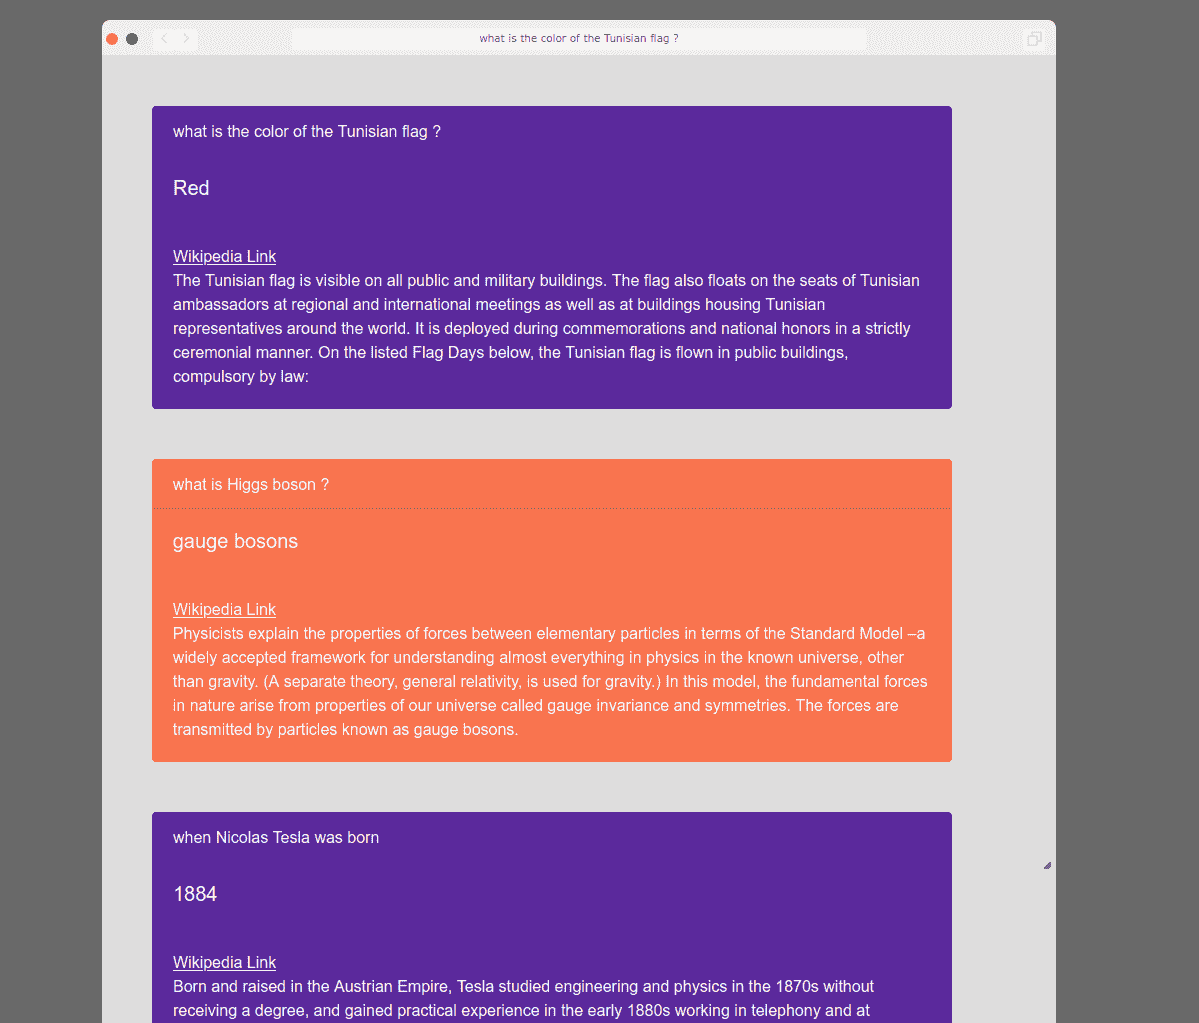 what is the color of the Tunisian flag ?
what is the color of the Tunisian flag ?
Red
Wikipedia Link
The Tunisian flag is visible on all public and military buildings. The flag also floats on the seats of Tunisian
ambassadors at regional and international meetings as well as at buildings housing Tunisian
representatives around the world. It is deployed during commemorations and national honors in a strictly
ceremonial manner. On the listed Flag Days below, the Tunisian flag is flown in public buildings,
compulsory by law:
what is Higgs boson ?
gauge bosons
Wikipedia Link
Physicists explain the properties of forces between elementary particles in terms of the Standard Model –a
widely accepted framework for understanding almost everything in physics in the known universe, other
than gravity. (A separate theory, general relativity, is used for gravity.) In this model, the fundamental forces
in nature arise from properties of our universe called gauge invariance and symmetries. The forces are
transmitted by particles known as gauge bosons.
when Nicolas Tesla was born
1884
Wikipedia Link
Born and raised in the Austrian Empire, Tesla studied engineering and physics in the 1870s without
receiving a degree, and gained practical experience in the early 1880s working in telephony and at